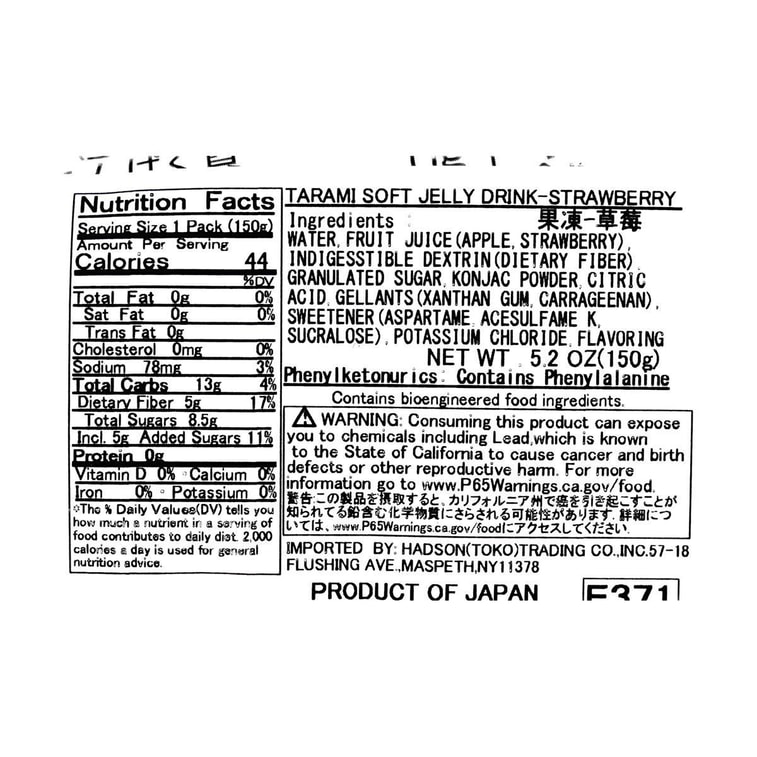 Nutrition Facts
Serving Size 1 Pack (150g)
Amount Per Serving
Calories 44
%DV
Total Fat 0g 0%
Sat Fat 0g 0%
Trans Fat 0g
Cholesterol 0mg 0%
Sodium 78mg 3%
Total Carbs 13g 4%
Dietary Fiber 5g 17%
Total Sugars 8.5g
Incl. 5g Added Sugars 11%
Protein 0g
Vitamin D 0% ◦ Calcium 0%
Iron 0% ◦ Potassium 0%
*The % Daily Values(DV) tells you
how much a nutrient in a serving of
food contributes to daily diet. 2,000
calories a day is used for general
nutrition advice.
TARAMI SOFT JELLY DRINK-STRAWBERRY
Ingredients : 果凍-草莓
WATER, FRUIT JUICE(APPLE, STRAWBERRY),
INDIGESSTIBLE DEXTRIN(DIETARY FIBER)
GRANULATED SUGAR, KONJAC POWDER, CITRIC
ACID, GELLANTS(XANTHAN GUM, CARRAGEENAN),
SWEETENER(ASPARTAME, ACESULFAME K,
SUCRALOSE), POTASSIUM CHLORIDE, FLAVORING
NET WT. 5.2 OZ(150g)
Phenylketonurics: Contains Phenylalanine
Contains bioengineered food ingredients.
WARNING: Consuming this product can expose
you to chemicals including Lead,which is known
to the State of California to cause cancer and birth
defects or other reproductive harm. For more
information go to www.P65Warnings.ca.gov/food.
警告:この製品を摂取すると、カリフォルニア州で癌を引き起こすことが
知られてる鉛含む化学物質にさらされる可能性があります. 詳細につ
いては、www.P65Warnings.ca.gov/foodにアクセスしてください.
IMPORTED BY: HADSON(TOKO)TRADING CO.,INC.57-18
FLUSHING AVE.,MASPETH,NY11378
PRODUCT OF JAPAN